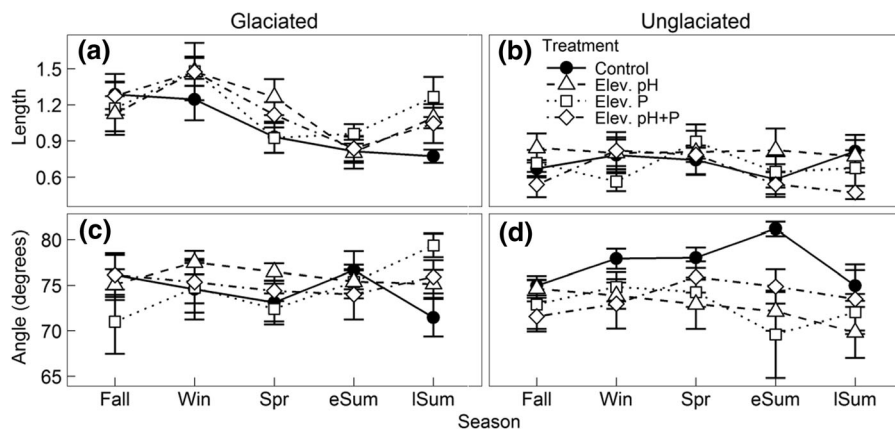 Glaciated
Unglaciated
(a)
(b)
Treatment
Control
Elev. pH
Elev. P
Elev. pH+P
Length
1.5
1.2
0.9
0.6
(c)
(d)
Angle (degrees)
80
75
70
65
Fall Win Spr eSum lSum
Fall Win Spr eSum lSum
Season